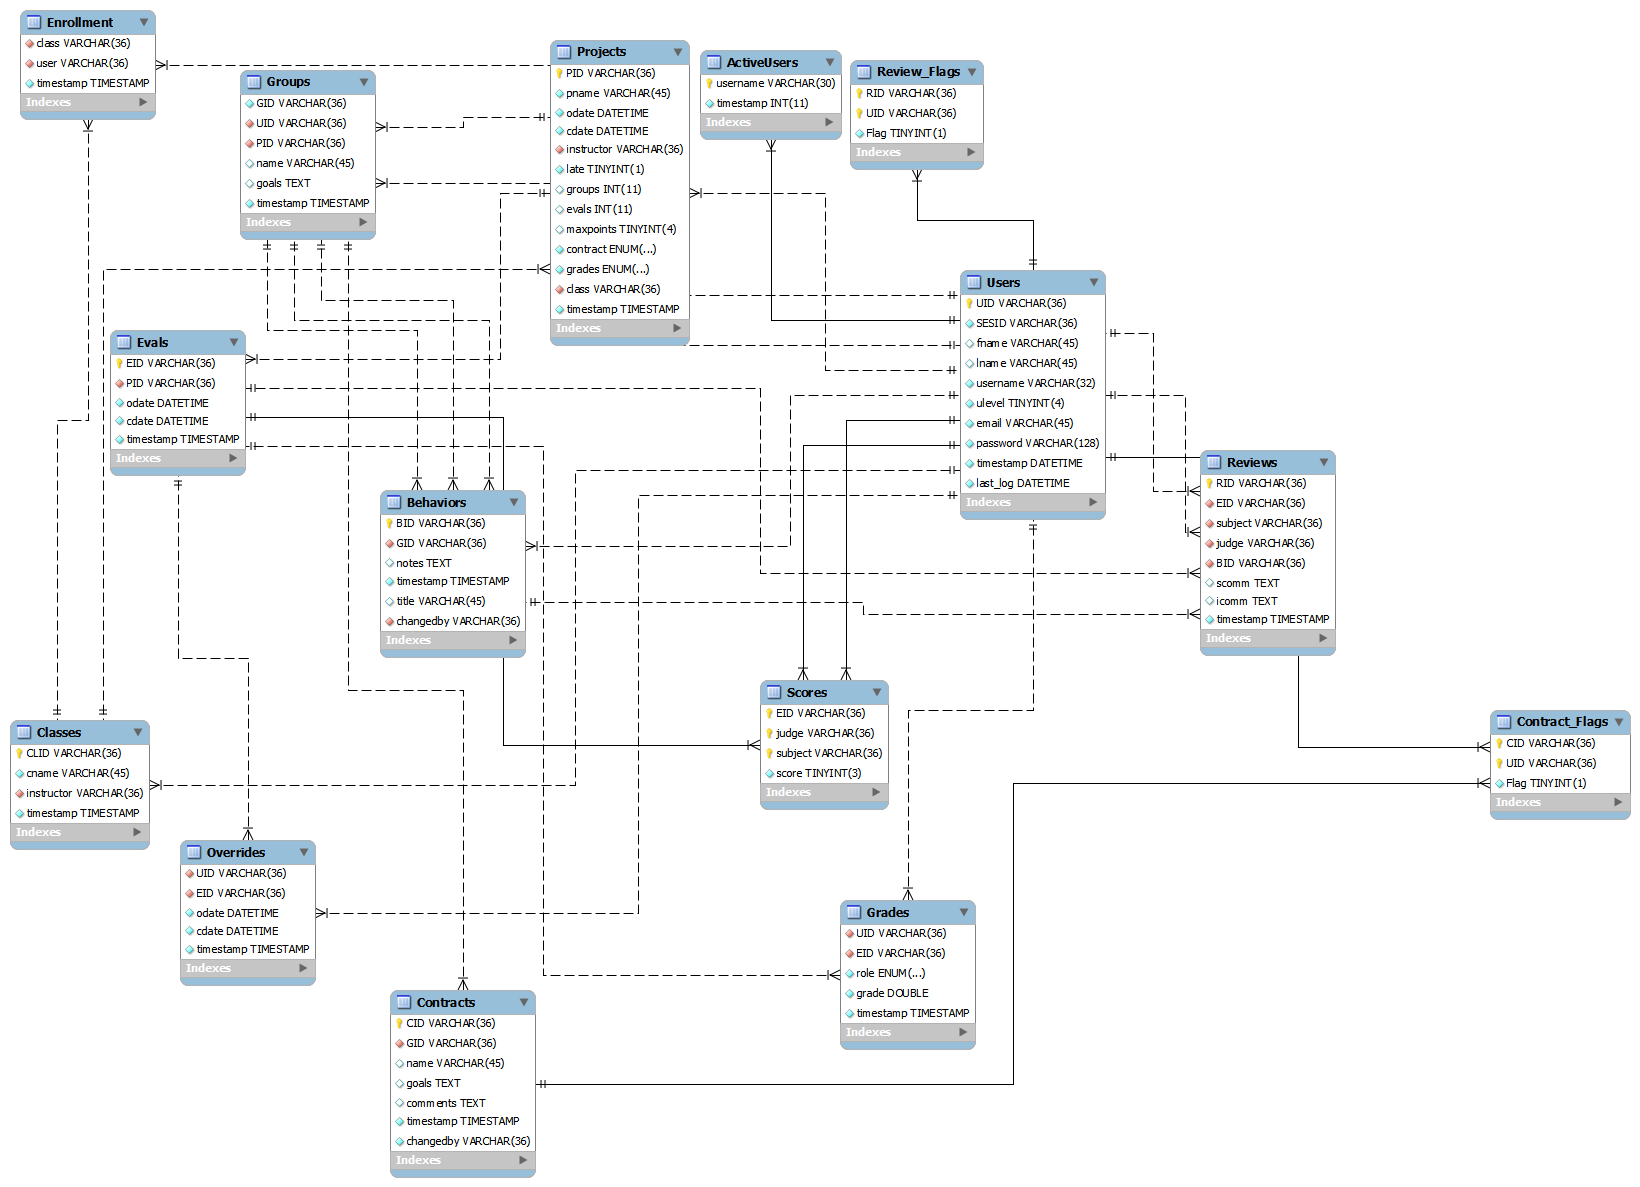 Enrollment
class VARCHAR(36)
user VARCHAR(36)
timestamp TIMESTAMP
Indexes
Groups
GID VARCHAR(36)
UID VARCHAR(36)
PID VARCHAR(36)
name VARCHAR(45)
goals TEXT
timestamp TIMESTAMP
Indexes
Projects
PID VARCHAR(36)
pname VARCHAR(45)
odate DATETIME
cdate DATETIME
instructor VARCHAR(36)
late TINYINT(1)
groups INT(11)
evals INT(11)
maxpoints TINYINT(4)
contract ENUM(...)
grades ENUM(...)
class VARCHAR(36)
timestamp TIMESTAMP
Indexes
ActiveUsers
username VARCHAR(30)
timestamp INT(11)
Indexes
Review_Flags
RID VARCHAR(36)
UID VARCHAR(36)
Flag TINYINT(1)
Indexes
Users
UID VARCHAR(36)
SESID VARCHAR(36)
fname VARCHAR(45)
lname VARCHAR(45)
username VARCHAR(32)
ulevel TINYINT(4)
email VARCHAR(45)
password VARCHAR(128)
timestamp DATETIME
last_log DATETIME
Indexes
Evals
EID VARCHAR(36)
PID VARCHAR(36)
odate DATETIME
cdate DATETIME
timestamp TIMESTAMP
Indexes
Behaviors
BID VARCHAR(36)
GID VARCHAR(36)
notes TEXT
timestamp TIMESTAMP
title VARCHAR(45)
changedby VARCHAR(36)
Indexes
Reviews
RID VARCHAR(36)
EID VARCHAR(36)
subject VARCHAR(36)
judge VARCHAR(36)
BID VARCHAR(36)
scomm TEXT
icomm TEXT
timestamp TIMESTAMP
Indexes
Scores
EID VARCHAR(36)
judge VARCHAR(36)
subject VARCHAR(36)
score TINYINT(3)
Indexes
Classes
CLID VARCHAR(36)
cname VARCHAR(45)
instructor VARCHAR(36)
timestamp TIMESTAMP
Indexes
Contract_Flags
CID VARCHAR(36)
UID VARCHAR(36)
Flag TINYINT(1)
Indexes
Overrides
UID VARCHAR(36)
EID VARCHAR(36)
odate DATETIME
cdate DATETIME
timestamp TIMESTAMP
Indexes
Grades
UID VARCHAR(36)
EID VARCHAR(36)
role ENUM(...)
grade DOUBLE
timestamp TIMESTAMP
Indexes
Contracts
CID VARCHAR(36)
GID VARCHAR(36)
name VARCHAR(45)
goals TEXT
comments TEXT
timestamp TIMESTAMP
changedby VARCHAR(36)
Indexes